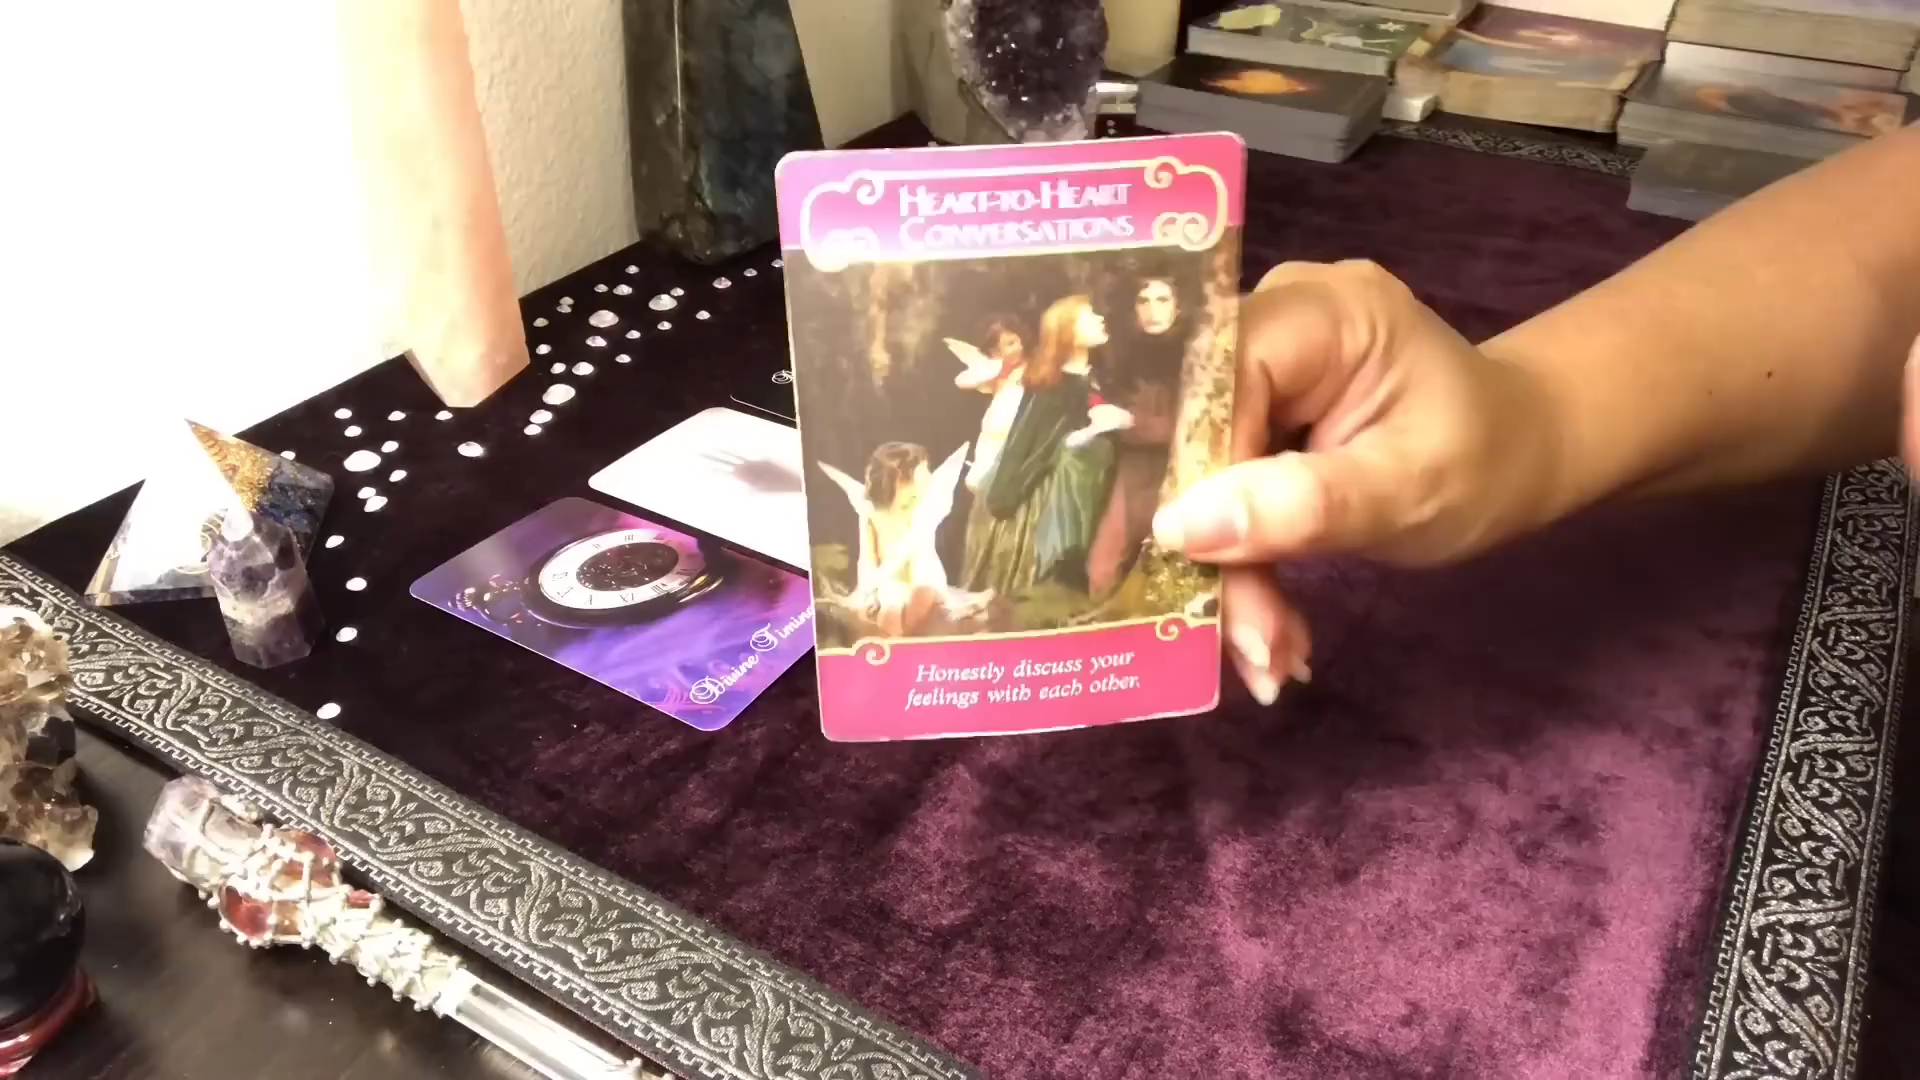 HEART-TO-HEART
CONVERSATIONS
Honestly discuss your
feelings with each other.
Divine Timing